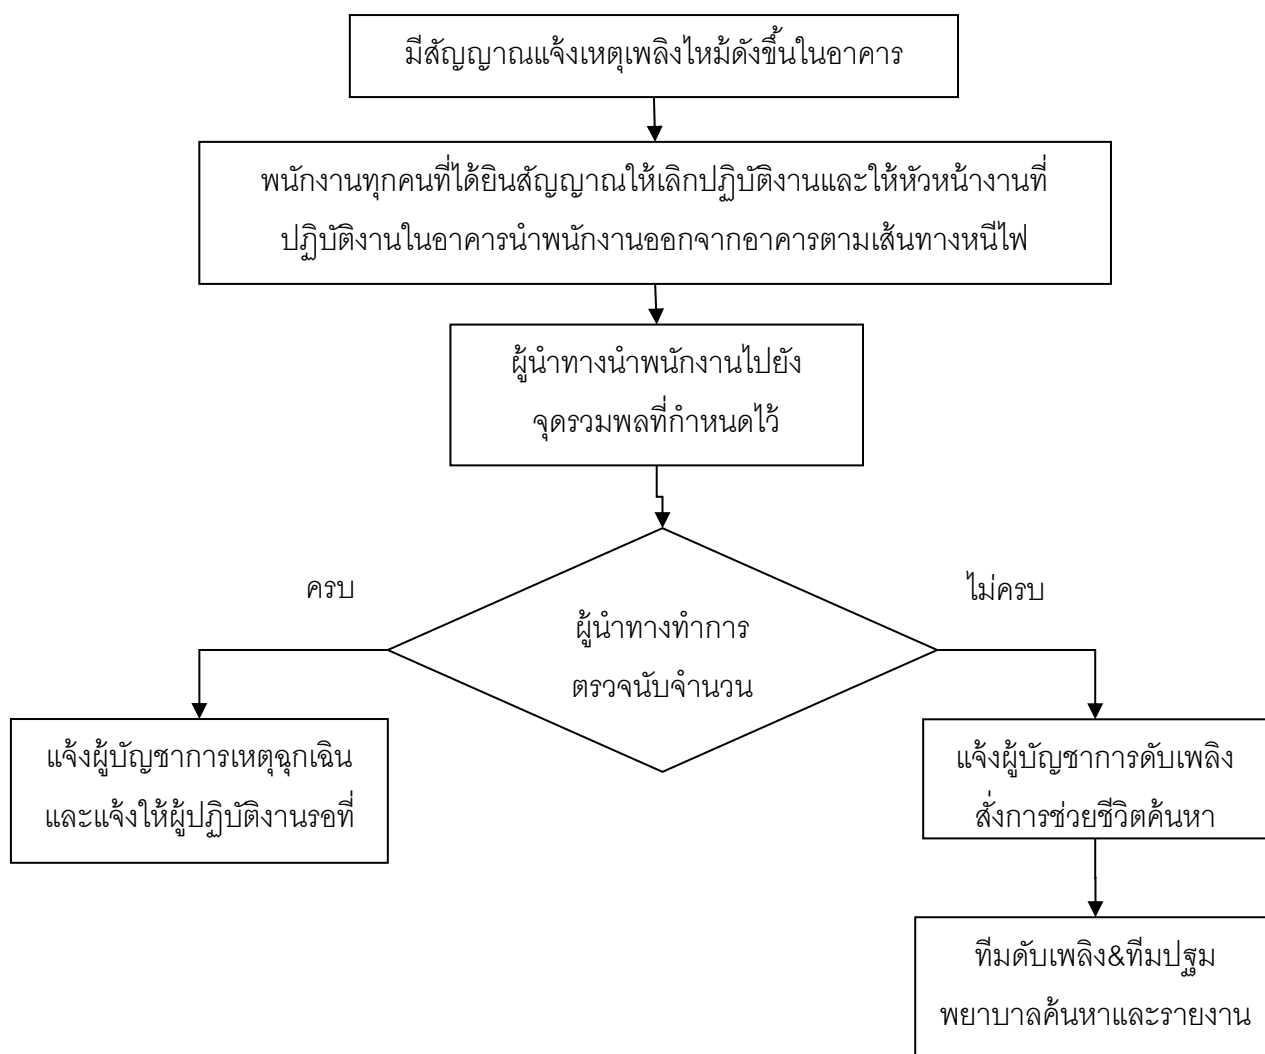 มีสัญญาณแจ้งเหตุเพลิงไหม้ดังขึ้นในอาคาร
พนักงานทุกคนที่ได้ยินสัญญาณให้เลิกปฏิบัติงานและให้หัวหน้างานที่
ปฏิบัติงานในอาคารนำพนักงานออกจากอาคารตามเส้นทางหนีไฟ
ผู้นำทางนำพนักงานไปยัง
จุดรวมพลที่กำหนดไว้
ครบ
ไม่ครบ
ผู้นำทางทำการ
ตรวจนับจำนวน
แจ้งผู้บัญชาการเหตุฉุกเฉิน
และแจ้งให้ผู้ปฏิบัติงานรอที่
แจ้งผู้บัญชาการดับเพลิง
สั่งการช่วยชีวิตค้นหา
ทีมดับเพลิง&ทีมปฐม
พยาบาลค้นหาและรายงาน